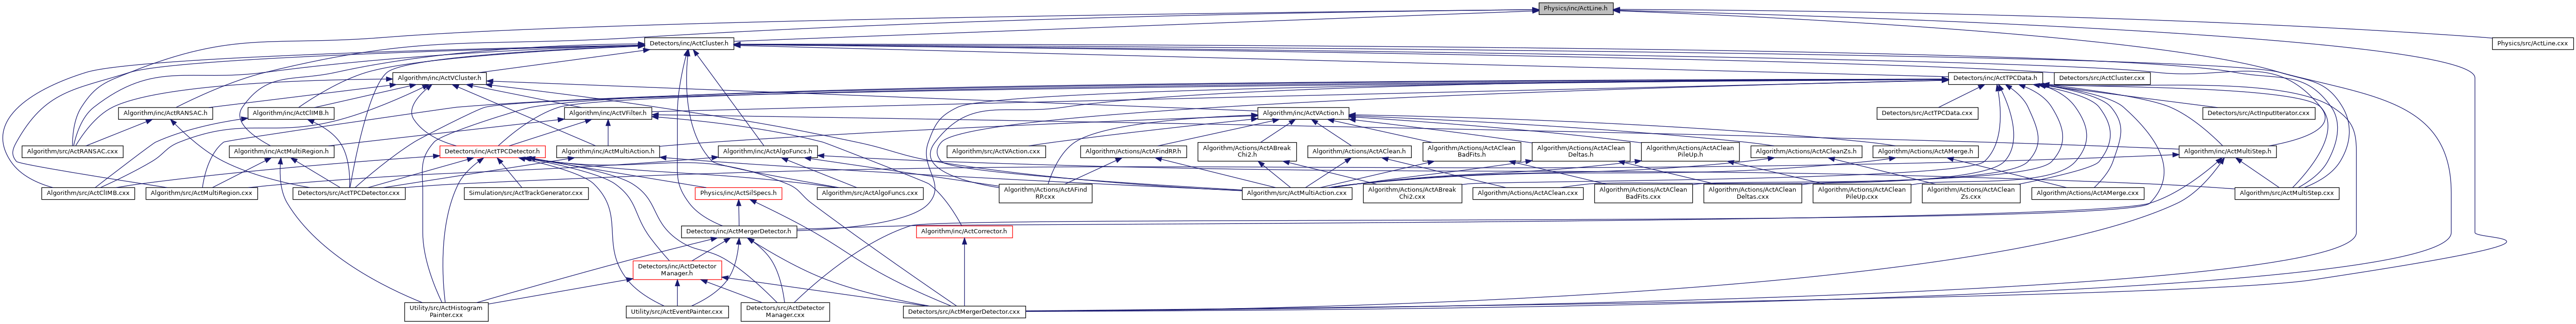 Physics/inc/ActLine.h
Detectors/inc/ActCluster.h
Physics/src/ActLine.cxx
Algorithm/inc/ActVCluster.h
Detectors/inc/ActTPCData.h
Detectors/src/ActCluster.cxx
Algorithm/inc/ActRANSAC.h
Algorithm/inc/ActClIMB.h
Algorithm/inc/ActVFilter.h
Algorithm/inc/ActVAction.h
Detectors/src/ActTPCData.cxx
Detectors/src/ActInputIterator.cxx
Algorithm/src/ActRANSAC.cxx
Algorithm/inc/ActMultiRegion.h
Detectors/inc/ActTPCDetector.h
Algorithm/inc/ActMultiAction.h
Algorithm/inc/ActAlgoFuncs.h
Algorithm/src/ActVAction.cxx
Algorithm/Actions/ActAFindRP.h
Algorithm/Actions/ActABreak
Chi2.h
Algorithm/Actions/ActAClean.h
Algorithm/Actions/ActAClean
BadFits.h
Algorithm/Actions/ActAClean
Deltas.h
Algorithm/Actions/ActAClean
PileUp.h
Algorithm/Actions/ActACleanZs.h
Algorithm/Actions/ActAMerge.h
Algorithm/inc/ActMultiStep.h
Algorithm/src/ActClIMB.cxx
Algorithm/src/ActMultiRegion.cxx
Detectors/src/ActTPCDetector.cxx
Simulation/src/ActTrackGenerator.cxx
Physics/inc/ActSilSpecs.h
Algorithm/src/ActAlgoFuncs.cxx
Algorithm/Actions/ActAFind
RP.cxx
Algorithm/src/ActMultiAction.cxx
Algorithm/Actions/ActABreak
Chi2.cxx
Algorithm/Actions/ActAClean.cxx
Algorithm/Actions/ActAClean
BadFits.cxx
Algorithm/Actions/ActAClean
Deltas.cxx
Algorithm/Actions/ActAClean
PileUp.cxx
Algorithm/Actions/ActAClean
Zs.cxx
Algorithm/Actions/ActAMerge.cxx
Algorithm/src/ActMultiStep.cxx
Detectors/inc/ActMergerDetector.h
Algorithm/inc/ActCorrector.h
Detectors/inc/ActDetector
Manager.h
Utility/src/ActHistogram
Painter.cxx
Utility/src/ActEventPainter.cxx
Detectors/src/ActDetector
Manager.cxx
Detectors/src/ActMergerDetector.cxx